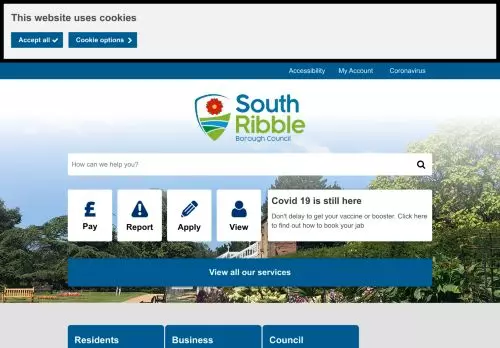 This website uses cookies
Accept all
Cookie options
Accessibility My Account Coronavirus
South
Ribble
Borough Council
How can we help you?
£
Pay Report Apply View
Covid 19 is still here
Don't delay to get your vaccine or booster. Click here
to find out how to book your jab
View all our services
Residents Business Council